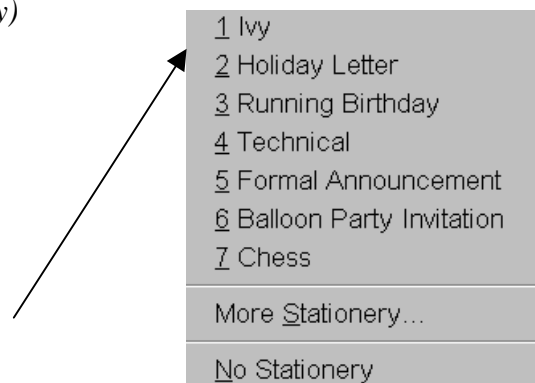 y)
1 Ivy
2 Holiday Letter
3 Running Birthday
4 Technical
5 Formal Announcement
6 Balloon Party Invitation
7 Chess
More Stationery...
No Stationery